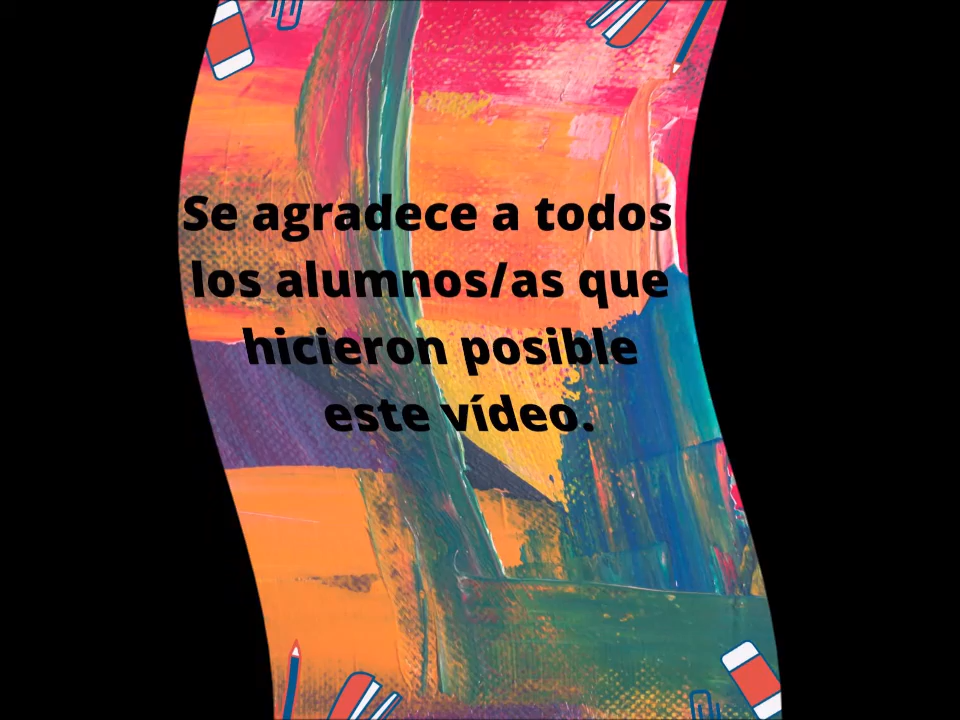 Se agradece a todos
los alumnos/as que
hicieron posible
este vídeo.